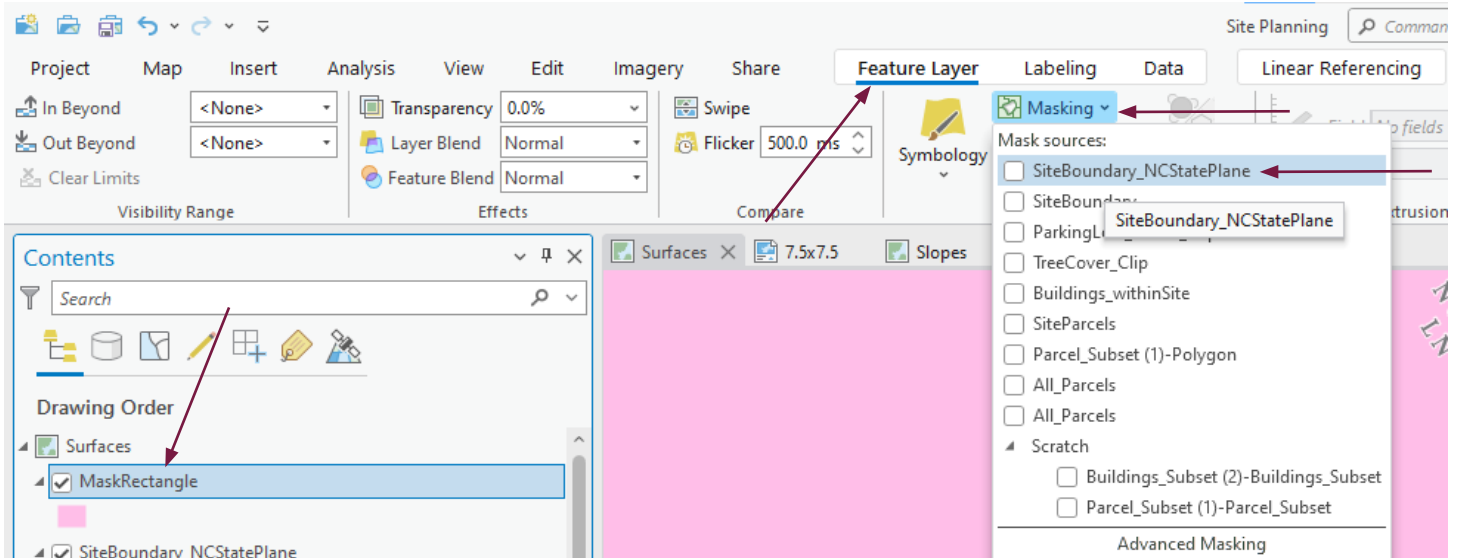 Site Planning
Comman
Project Map Insert Analysis View Edit Imagery Share Feature Layer Labeling Data Linear Referencing
In Beyond <None> Transparency 0.0% Swipe Masking
Out Beyond <None> Layer Blend Normal Flicker 500.0 ms Symbology Mask sources: No fields
Clear Limits Feature Blend Normal
Visibility Range Effects Compare
SiteBoundary_NCStatePlane
SiteBoundary
SiteBoundary_NCStatePlane
TreeCover_Clip
Buildings_withinSite
SiteParcels
Parcel_Subset (1)-Polygon
All_Parcels
All_Parcels
Scratch
Buildings_Subset (2)-Buildings_Subset
Parcel_Subset (1)-Parcel_Subset
Advanced Masking
Contents
Search
Drawing Order
Surfaces
MaskRectangle
SiteBoundary_NCStatePlane
Surfaces 7.5x7.5 Slopes